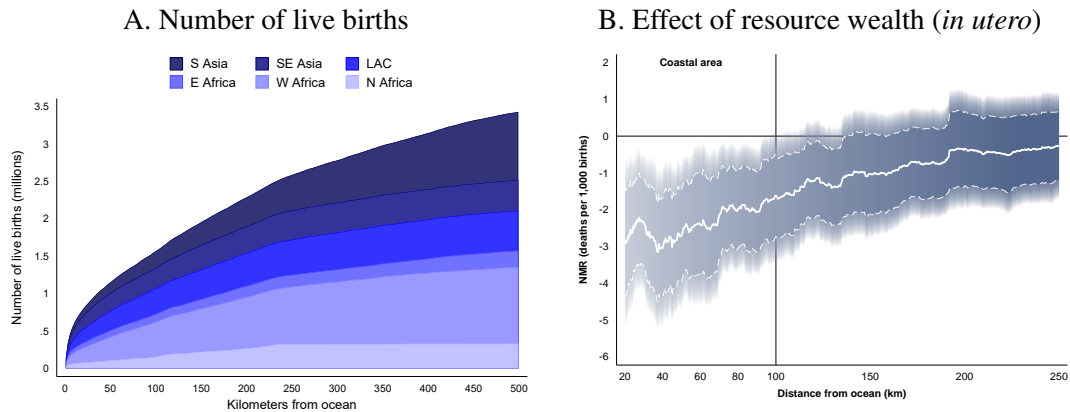 A. Number of live births
S Asia SE Asia LAC
E Africa W Africa N Africa
Number of live births (millions)
3.5
3
2.5
2
1.5
1
.5
0
0 50 100 150 200 250 300 350 400 450 500
Kilometers from ocean
B. Effect of resource wealth (in utero)
Coastal area
NMR (deaths per 1,000 births)
2
1
0
-1
-2
-3
-4
-5
-6
20 40 60 80 100 150 200 250
Distance from ocean (km)